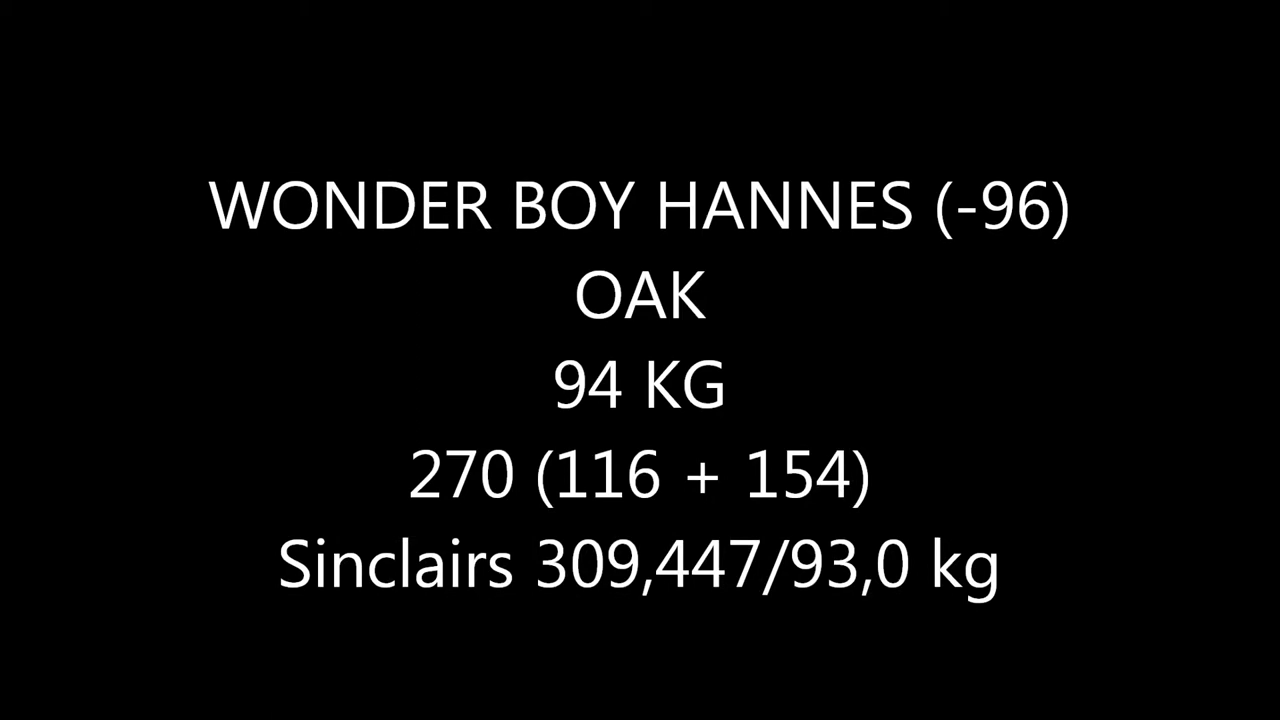 WONDER BOY HANNES (-96)
OAK
94 KG
270 (116 + 154)
Sinclairs 309,447/93,0 kg